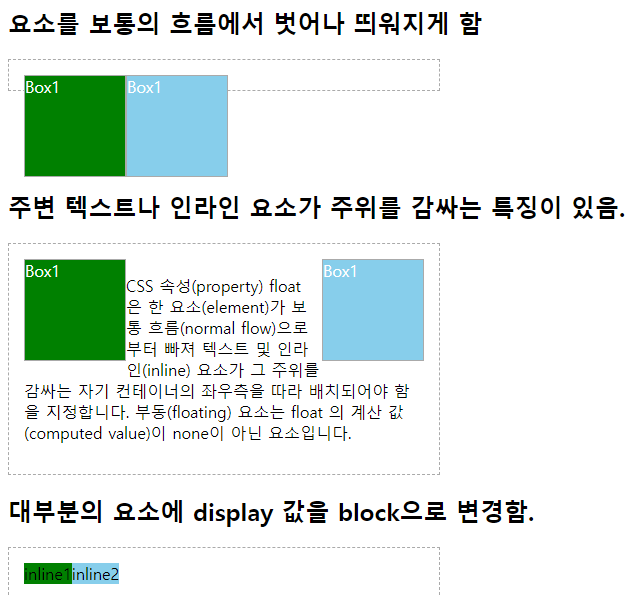 요소를 보통의 흐름에서 벗어나 띄워지게 함
Box1 Box1
주변 텍스트나 인라인 요소가 주위를 감싸는 특징이 있음.
Box1 Box1
CSS 속성(property) float
은 한 요소(element)가 보
통 흐름(normal flow)으로
부터 빠져 텍스트 및 인라
인(inline) 요소가 그 주위를
감싸는 자기 컨테이너의 좌우측을 따라 배치되어야 함
을 지정합니다. 부동(floating) 요소는 float 의 계산 값
(computed value)이 none이 아닌 요소입니다.
대부분의 요소에 display 값을 block으로 변경함.
inline1inline2